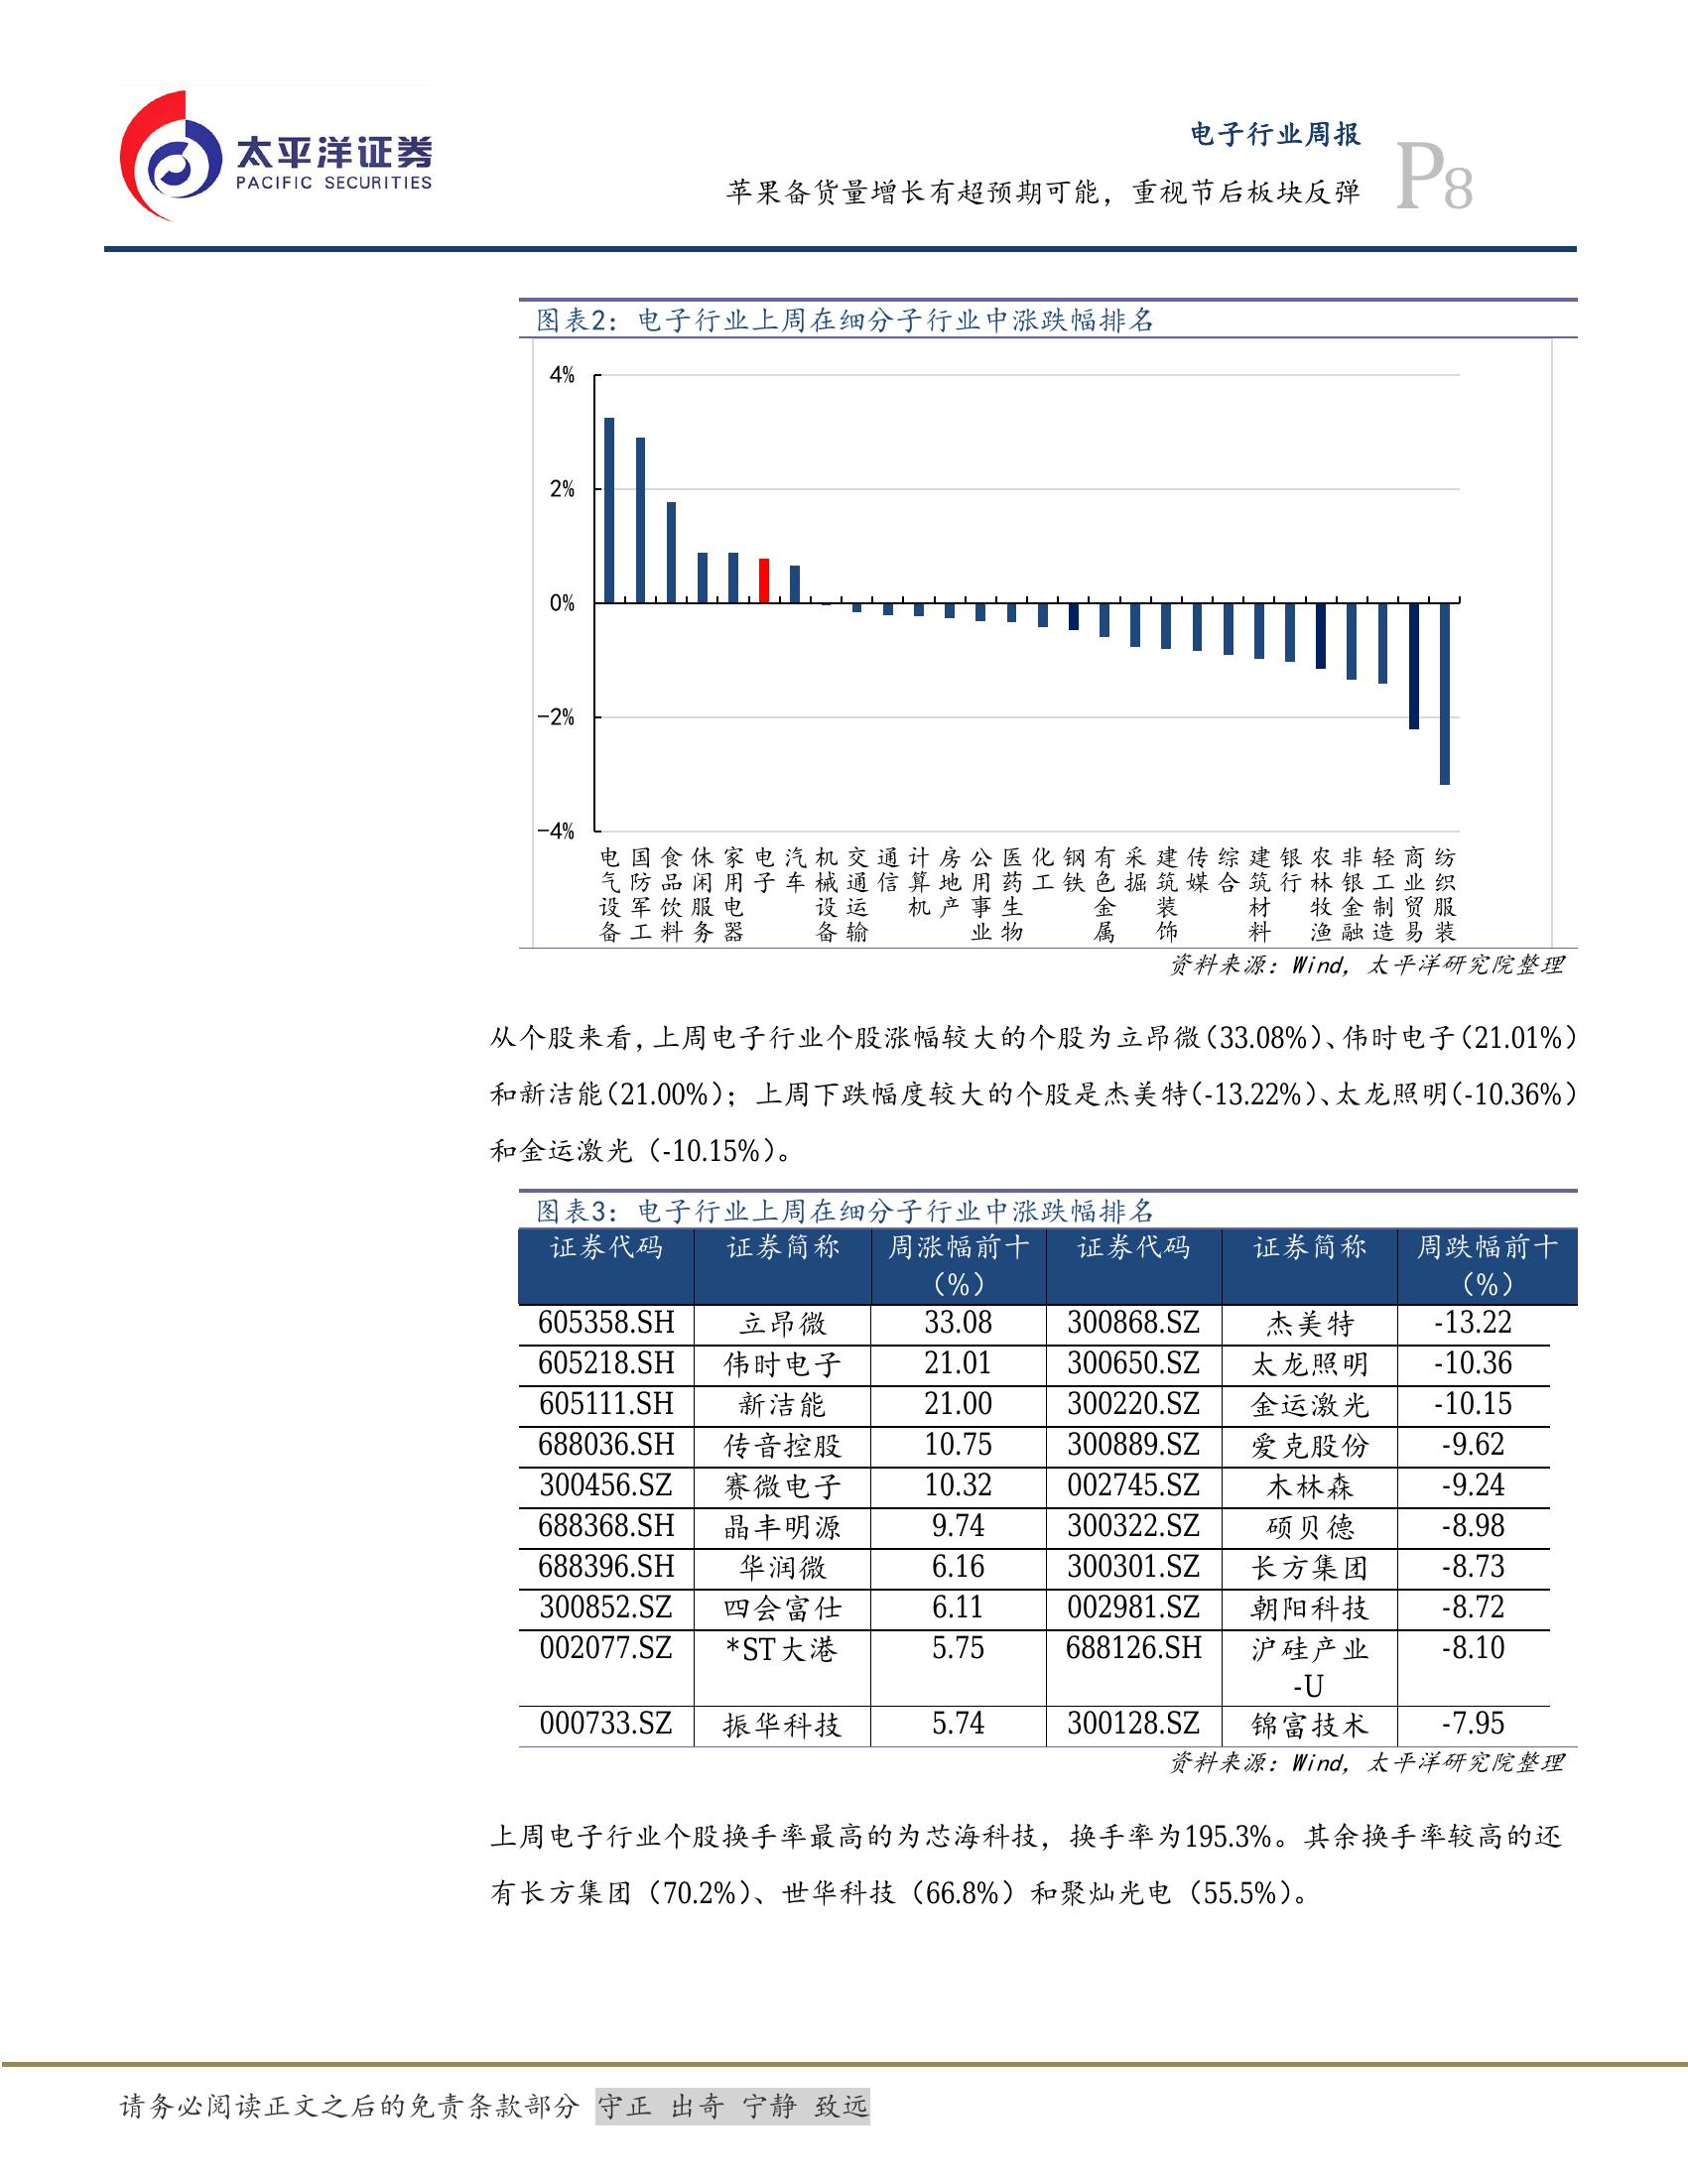 太平洋证券
PACIFIC SECURITIES
电子行业周报
苹果备货量增长有超预期可能，重视节后板块反弹
P8
图表2：电子行业上周在细分子行业中涨跌幅排名
4%
2%
0%
-2%
-4%
电气设备
国防军工
食品饮料
休闲服务
家用电器
电子
汽车
机械设备
交通运输
通信
计算机
房地产
公用事业
医药生物
化工
钢铁
有色金属
采掘
建筑装饰
传媒
综合
建筑材料
银行
农林牧渔
非银金融
轻工制造
商业贸易
纺织服装
资料来源：Wind，太平洋研究院整理
从个股来看，上周电子行业个股涨幅较大的个股为立昂微（33.08%）、伟时电子（21.01%）
和新洁能（21.00%）；上周下跌幅度较大的个股是杰美特（-13.22%）、太龙照明（-10.36%）
和金运激光（-10.15%）。
图表3：电子行业上周在细分子行业中涨跌幅排名
证券代码 证券简称 周涨幅前十（%） 证券代码 证券简称 周跌幅前十（%）
605358.SH 立昂微 33.08 300868.SZ 杰美特 -13.22
605218.SH 伟时电子 21.01 300650.SZ 太龙照明 -10.36
605111.SH 新洁能 21.00 300220.SZ 金运激光 -10.15
688036.SH 传音控股 10.75 300889.SZ 爱克股份 -9.62
300456.SZ 赛微电子 10.32 002745.SZ 木林森 -9.24
688368.SH 晶丰明源 9.74 300322.SZ 硕贝德 -8.98
688396.SH 华润微 6.16 300301.SZ 长方集团 -8.73
300852.SZ 四会富仕 6.11 002981.SZ 朝阳科技 -8.72
002077.SZ *ST大港 5.75 688126.SH 沪硅产业-U -8.10
000733.SZ 振华科技 5.74 300128.SZ 锦富技术 -7.95
资料来源：Wind，太平洋研究院整理
上周电子行业个股换手率最高的为芯海科技，换手率为195.3%。其余换手率较高的还
有长方集团（70.2%）、世华科技（66.8%）和聚灿光电（55.5%）。
请务必阅读正文之后的免责条款部分 守正 出奇 宁静 致远